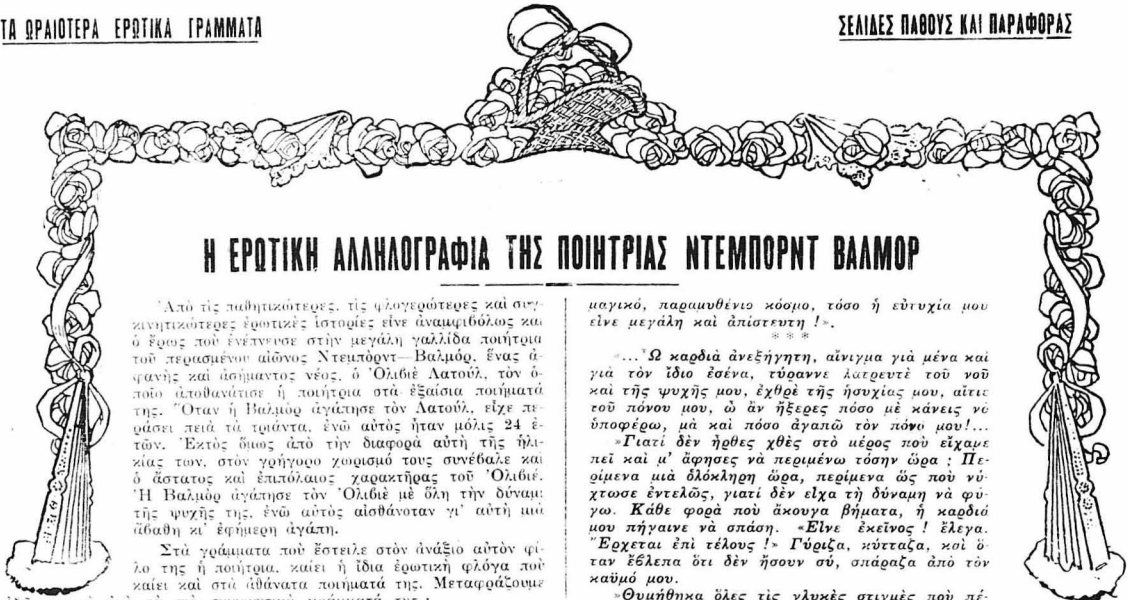 ΤΑ ΩΡΑΙΟΤΕΡΑ ΕΡΩΤΙΚΑ ΓΡΑΜΜΑΤΑ
ΣΕΛΙΔΕΣ ΠΑΘΟΥΣ ΚΑΙ ΠΑΡΑΦΟΡΑΣ
Η ΕΡΩΤΙΚΗ ΑΛΛΗΛΟΓΡΑΦΙΑ ΤΗΣ ΠΟΙΗΤΡΙΑΣ ΝΤΕΜΠΟΡΝΤ ΒΑΛΜΟΡ
Ἀπὸ τὶς παθητικώτερες, τὶς φλογερώτερες καὶ συγ-
κινητικώτερες ἐρωτικὲς ἱστορίες εἶνε ἀναμφιβόλως καὶ
ὁ ἔρως ποὺ ἐνέπνευσε στὴν μεγάλη γαλλίδα ποιήτρια
τοῦ περασμένου αἰῶνος Ντεμπὸρντ—Βαλμόρ, ἕνας ἀ-
φανὴς καὶ ἀσήμαντος νέος, ὁ Ὀλιβιὲ Λατούλ, τὸν ὁ-
ποῖο ἀποθανάτισε ἡ ποιήτρια στὰ ἐξαίσια ποιήματά
της. Ὅταν ἡ Βαλμὸρ ἀγάπησε τὸν Λατούλ, εἶχε πε-
ράσει πειὰ τὰ τριάντα, ἐνῶ αὐτὸς ἦταν μόλις 24 ἐ-
τῶν. Ἐκτὸς ὅμως ἀπὸ τὴν διαφορὰ αὐτὴ τῆς ἡλι-
κίας των, στὸν γρήγορο χωρισμό τους συνέβαλε καὶ
ὁ ἄστατος καὶ ἐπιπόλαιος χαρακτῆρας τοῦ Ὀλιβιέ.
Ἡ Βαλμὸρ ἀγάπησε τὸν Ὀλιβιὲ μὲ ὅλη τὴν δύναμι
τῆς ψυχῆς της, ἐνῶ αὐτὸς αἰσθάνοταν γι' αὐτὴ μιὰ
ἄβαθη κι' ἐφήμερη ἀγάπη.
Στὰ γράμματα ποὺ ἔστειλε στὸν ἀνάξιο αὐτὸν φί-
λο της ἡ ποιήτρια, καίει ἡ ἴδια ἐρωτικὴ φλόγα ποὺ
καίει καὶ στὰ ἀθάνατα ποιήματά της. Μεταφράζουμε
μαγικό, παραμυθένιο κόσμο, τόσο ἡ εὐτυχία μου
εἶνε μεγάλη καὶ ἀπίστευτη !».
* * *
«...Ὦ καρδιὰ ἀνεξήγητη, αἴνιγμα γιὰ μένα καὶ
γιὰ τὸν ἴδιο ἐσένα, τύραννε λατρευτὲ τοῦ νοῦ
καὶ τῆς ψυχῆς μου, ἐχθρὲ τῆς ἡσυχίας μου, αἴτιε
τοῦ πόνου μου, ὦ ἂν ἤξερες πόσο μὲ κάνεις νὰ
ὑποφέρω, μὰ καὶ πόσο ἀγαπῶ τὸν πόνο μου!...
»Γιατί δὲν ἦρθες χθὲς στὸ μέρος ποὺ εἴχαμε
πεῖ καὶ μ' ἄφησες νὰ περιμένω τόσην ὥρα ; Πε-
ρίμενα μιὰ ὁλόκληρη ὥρα, περίμενα ὣς ποὺ νύ-
χτωσε ἐντελῶς, γιατί δὲν εἶχα τὴ δύναμη νὰ φύ-
γω. Κάθε φορὰ ποὺ ἄκουγα βήματα, ἡ καρδιά
μου πήγαινε νὰ σπάση. «Εἶνε ἐκεῖνος ! ἔλεγα.
Ἔρχεται ἐπὶ τέλους !» Γύριζα, κύτταζα, καὶ ὅ-
ταν ἔβλεπα ὅτι δὲν ἤσουν σύ, σπάραζα ἀπὸ τὸν
καϋμό μου.
»Θυμήθηκα ὅλες τὶς γλυκὲς στιγμὲς ποὺ πέ-